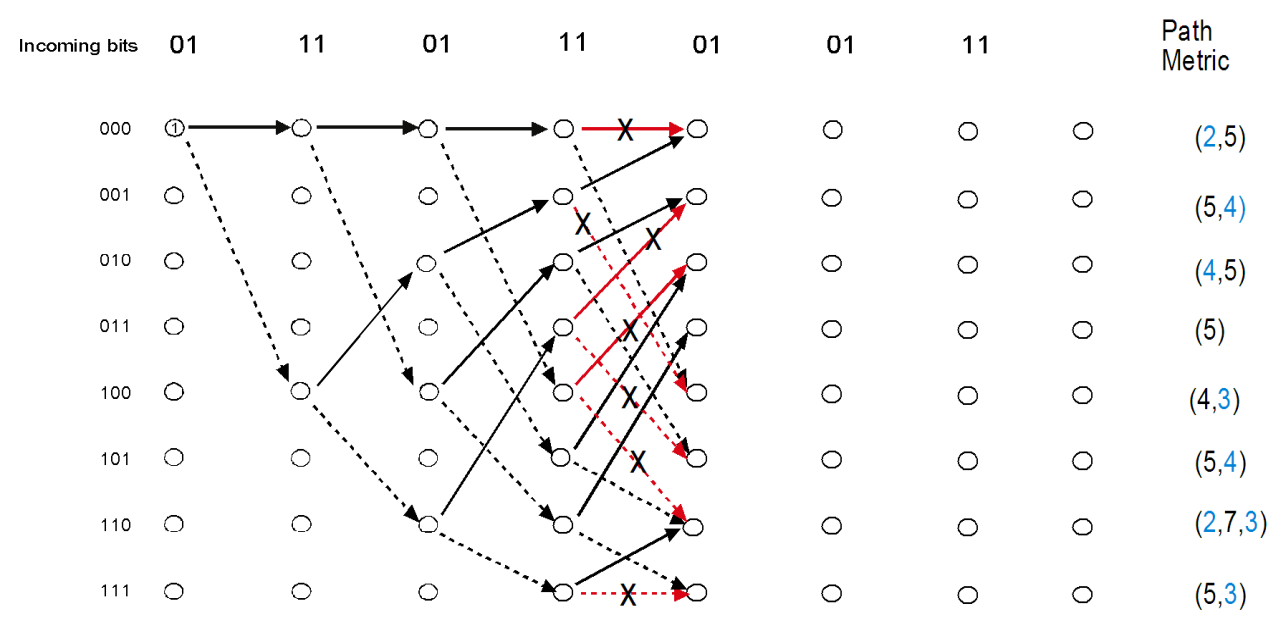 Incoming bits 01 11 01 11 01 01 11 Path Metric
000 1 X (2,5)
001 X X (5,4)
010 (4,5)
011 X (5)
100 X (4,3)
101 X (5,4)
110 (2,7,3)
111 X (5,3)